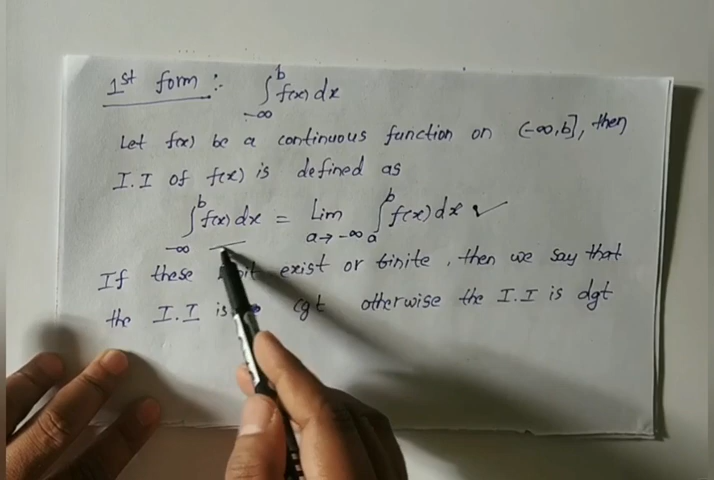 1st form :- ∫_{-∞}^{b} f(x) dx
Let f(x) be a continuous function on (-∞, b], then
I.I of f(x) is defined as
∫_{-∞}^{b} f(x) dx = Lim_{a→-∞} ∫_{a}^{b} f(x) dx ✓
If these exist or finite, then we say that
the I.I is cgt otherwise the I.I is dgt